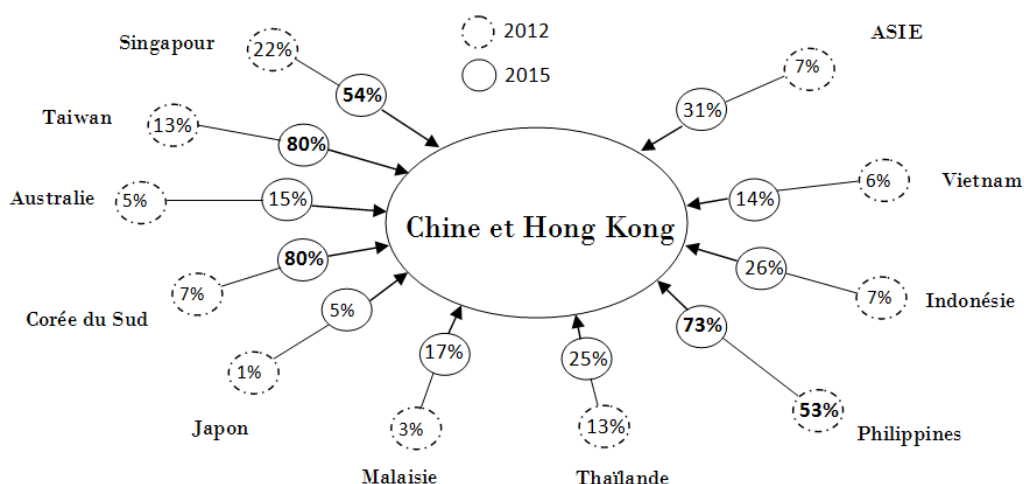 2012
2015
Singapour
22%
54%
ASIE
7%
31%
Taiwan
13%
80%
Australie
5%
15%
Chine et Hong Kong
Vietnam
6%
14%
Corée du Sud
7%
80%
Indonésie
7%
26%
Japon
1%
5%
Malaisie
3%
17%
Thaïlande
13%
25%
Philippines
53%
73%